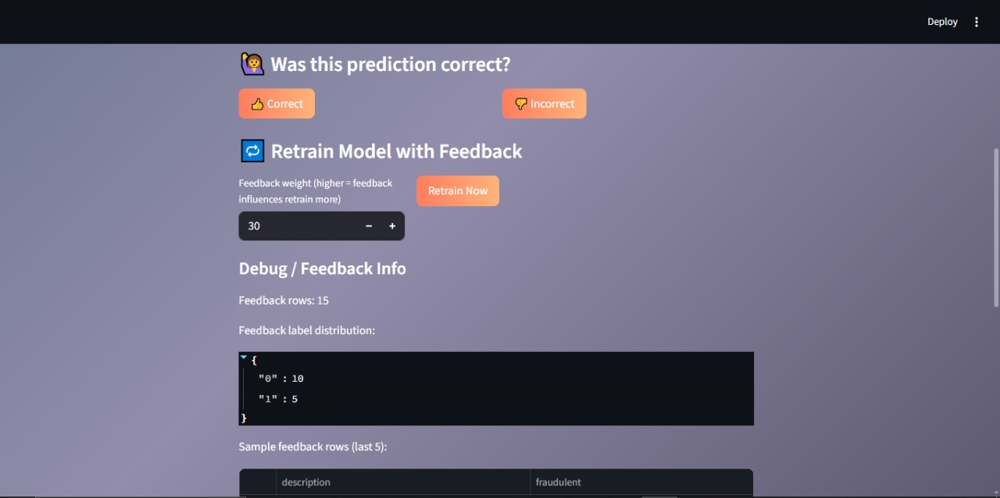 Deploy
Was this prediction correct?
👍 Correct
👎 Incorrect
Retrain Model with Feedback
Feedback weight (higher = feedback
influences retrain more)
Retrain Now
30 − +
Debug / Feedback Info
Feedback rows: 15
Feedback label distribution:
{
"0" : 10
"1" : 5
}
Sample feedback rows (last 5):
description fraudulent